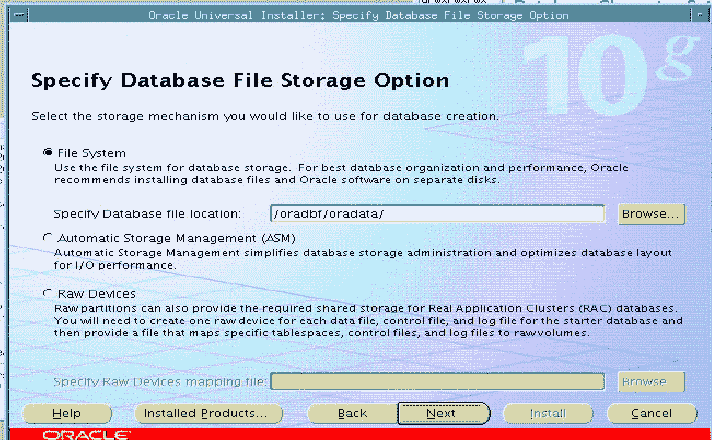 Oracle Universal Installer: Specify Database File Storage Option
10g
Specify Database File Storage Option
Select the storage mechanism you would like to use for database creation.
File System
Use the file system for database storage. For best database organization and performance, Oracle
recommends installing database files and Oracle software on separate disks.
Specify Database file location: /oradbf/oradata/ Browse...
Automatic Storage Management (ASM)
Automatic Storage Management simplifies database storage administration and optimizes database layout
for I/O performance.
Raw Devices
Raw partitions can also provide the required shared storage for Real Application Clusters (RAC) databases.
You will need to create one raw device for each data file, control file, and log file for the starter database and
then provide a file that maps specific tablespaces, control files, and log files to raw volumes.
Specify Raw Devices mapping file: Browse
Help Installed Products... Back Next Install Cancel
ORACLE